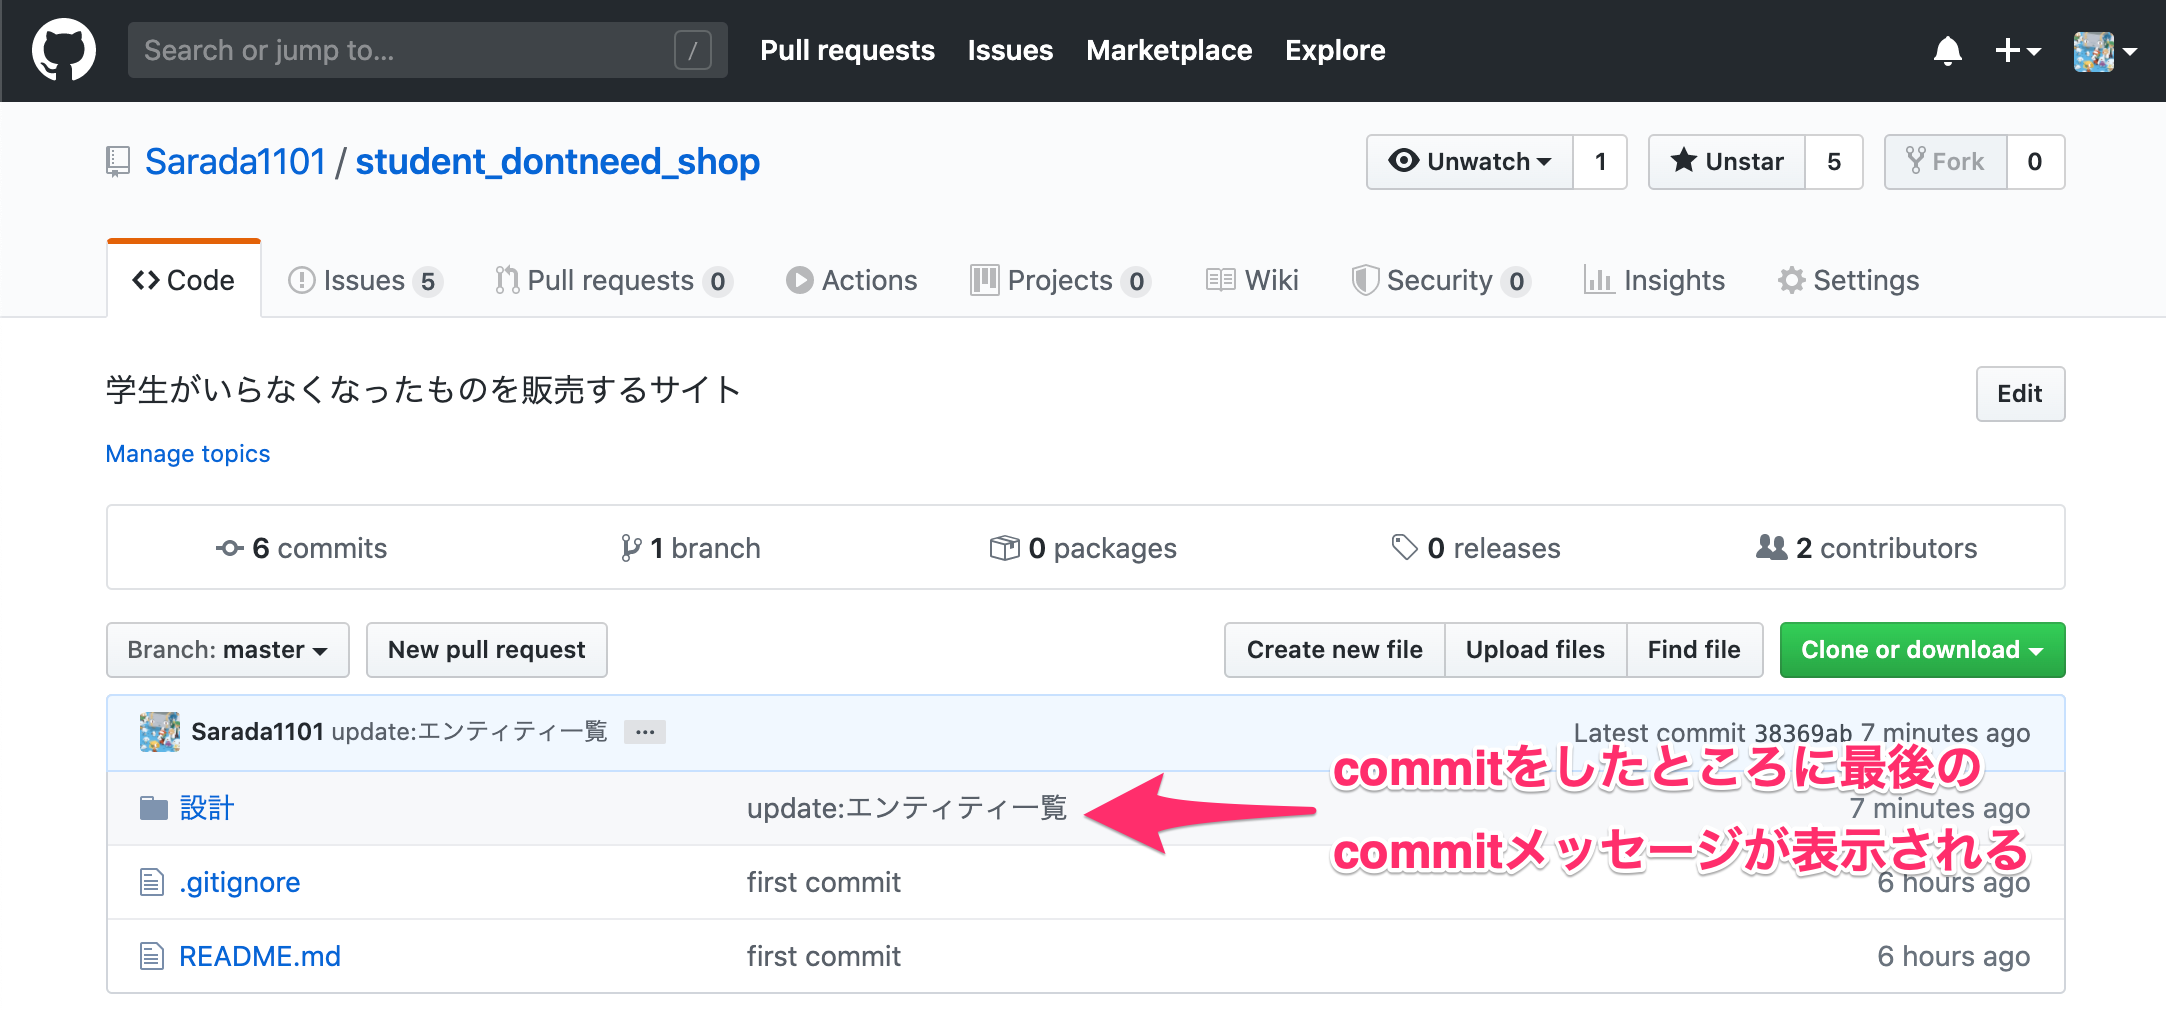 Search or jump to... /
Pull requests Issues Marketplace Explore
Sarada1101 / student_dontneed_shop
Unwatch 1 Unstar 5 Fork 0
Code Issues 5 Pull requests 0 Actions Projects 0 Wiki Security 0 Insights Settings
学生がいらなくなったものを販売するサイト
Edit
Manage topics
6 commits 1 branch 0 packages 0 releases 2 contributors
Branch: master New pull request Create new file Upload files Find file Clone or download
Sarada1101 update:エンティティ一覧 … Latest commit 38369ab 7 minutes ago
commitをしたところに最後の
設計 update:エンティティ一覧 7 minutes ago
commitメッセージが表示される
.gitignore first commit 6 hours ago
README.md first commit 6 hours ago